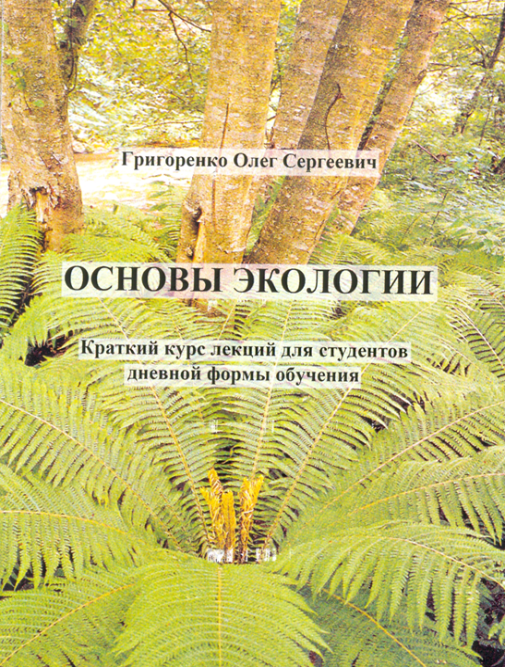 Григоренко Олег Сергеевич
ОСНОВЫ ЭКОЛОГИИ
Краткий курс лекций для студентов
дневной формы обучения